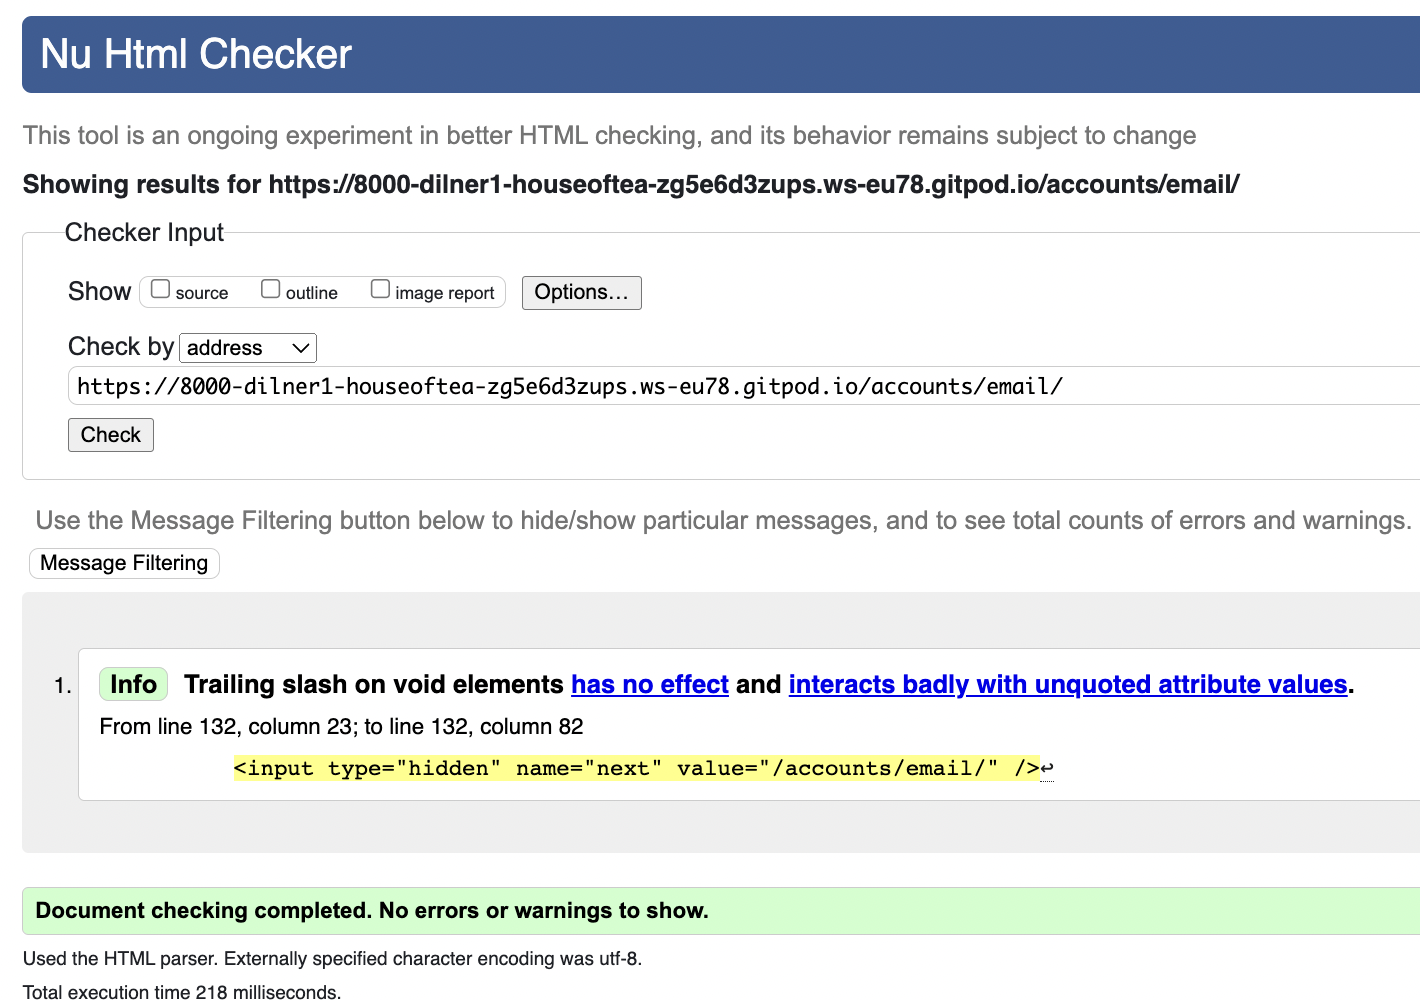 Nu Html Checker
This tool is an ongoing experiment in better HTML checking, and its behavior remains subject to change
Showing results for https://8000-dilner1-houseoftea-zg5e6d3zups.ws-eu78.gitpod.io/accounts/email/
Checker Input
Show source outline image report Options...
Check by address
https://8000-dilner1-houseoftea-zg5e6d3zups.ws-eu78.gitpod.io/accounts/email/
Check
Use the Message Filtering button below to hide/show particular messages, and to see total counts of errors and warnings.
Message Filtering
1. Info Trailing slash on void elements has no effect and interacts badly with unquoted attribute values.
From line 132, column 23; to line 132, column 82
<input type="hidden" name="next" value="/accounts/email/" />↩
Document checking completed. No errors or warnings to show.
Used the HTML parser. Externally specified character encoding was utf-8.
Total execution time 218 milliseconds.